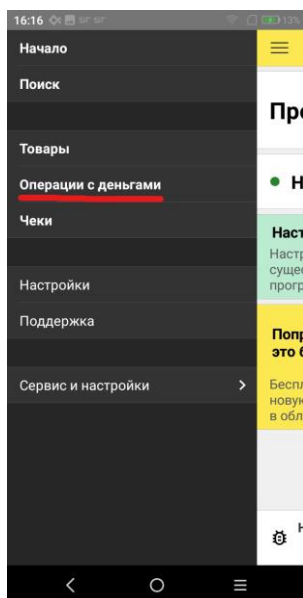 16:16
13%
Начало
Поиск
Товары
Операции с деньгами
Чеки
Настройки
Поддержка
Сервис и настройки
Пр
Н
Наст
Настр
сущес
прогр
Попр
это б
Беспл
новую
в обл
Н